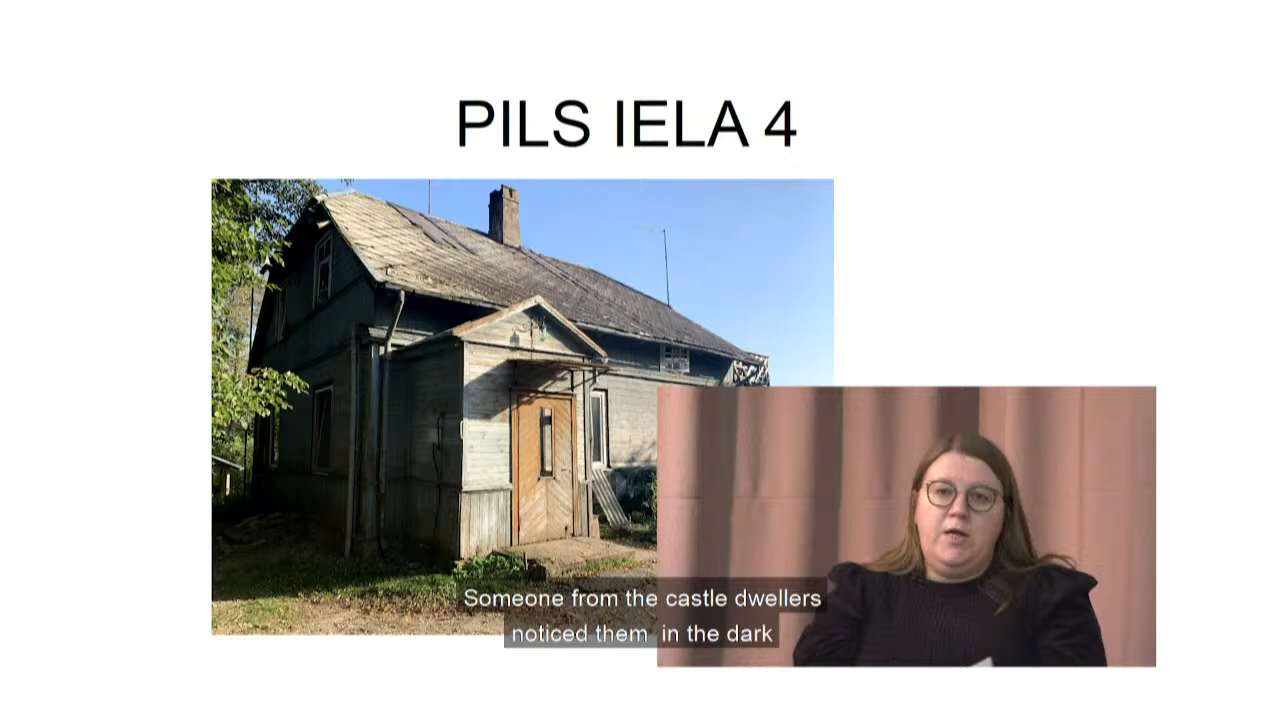 PILS IELA 4
Someone from the castle dwellers
noticed them in the dark